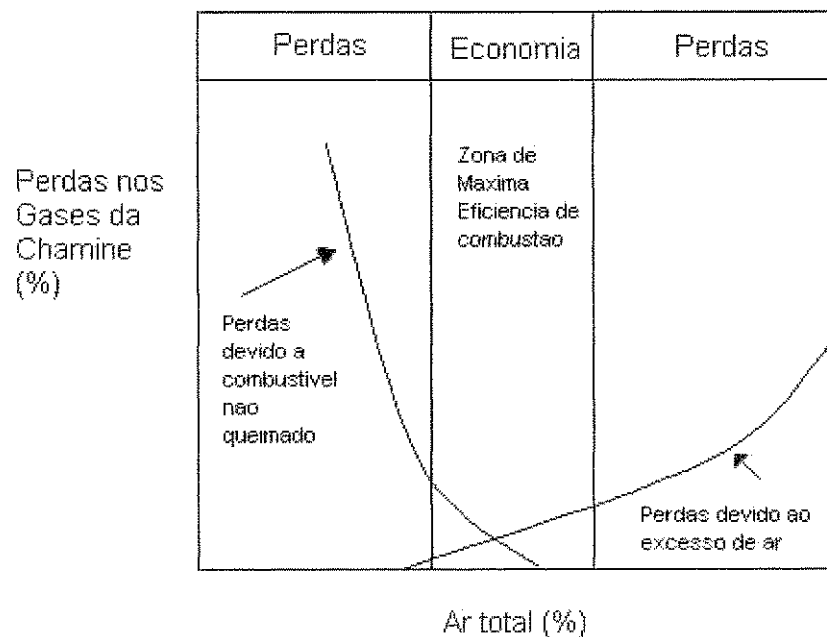 Perdas
Economia
Perdas
Perdas nos
Gases da
Chamine
(%)
Zona de
Maxima
Eficiencia de
combustao
Perdas
devido a
combustivel
nao
queimado
Perdas devido ao
excesso de ar
Ar total (%)